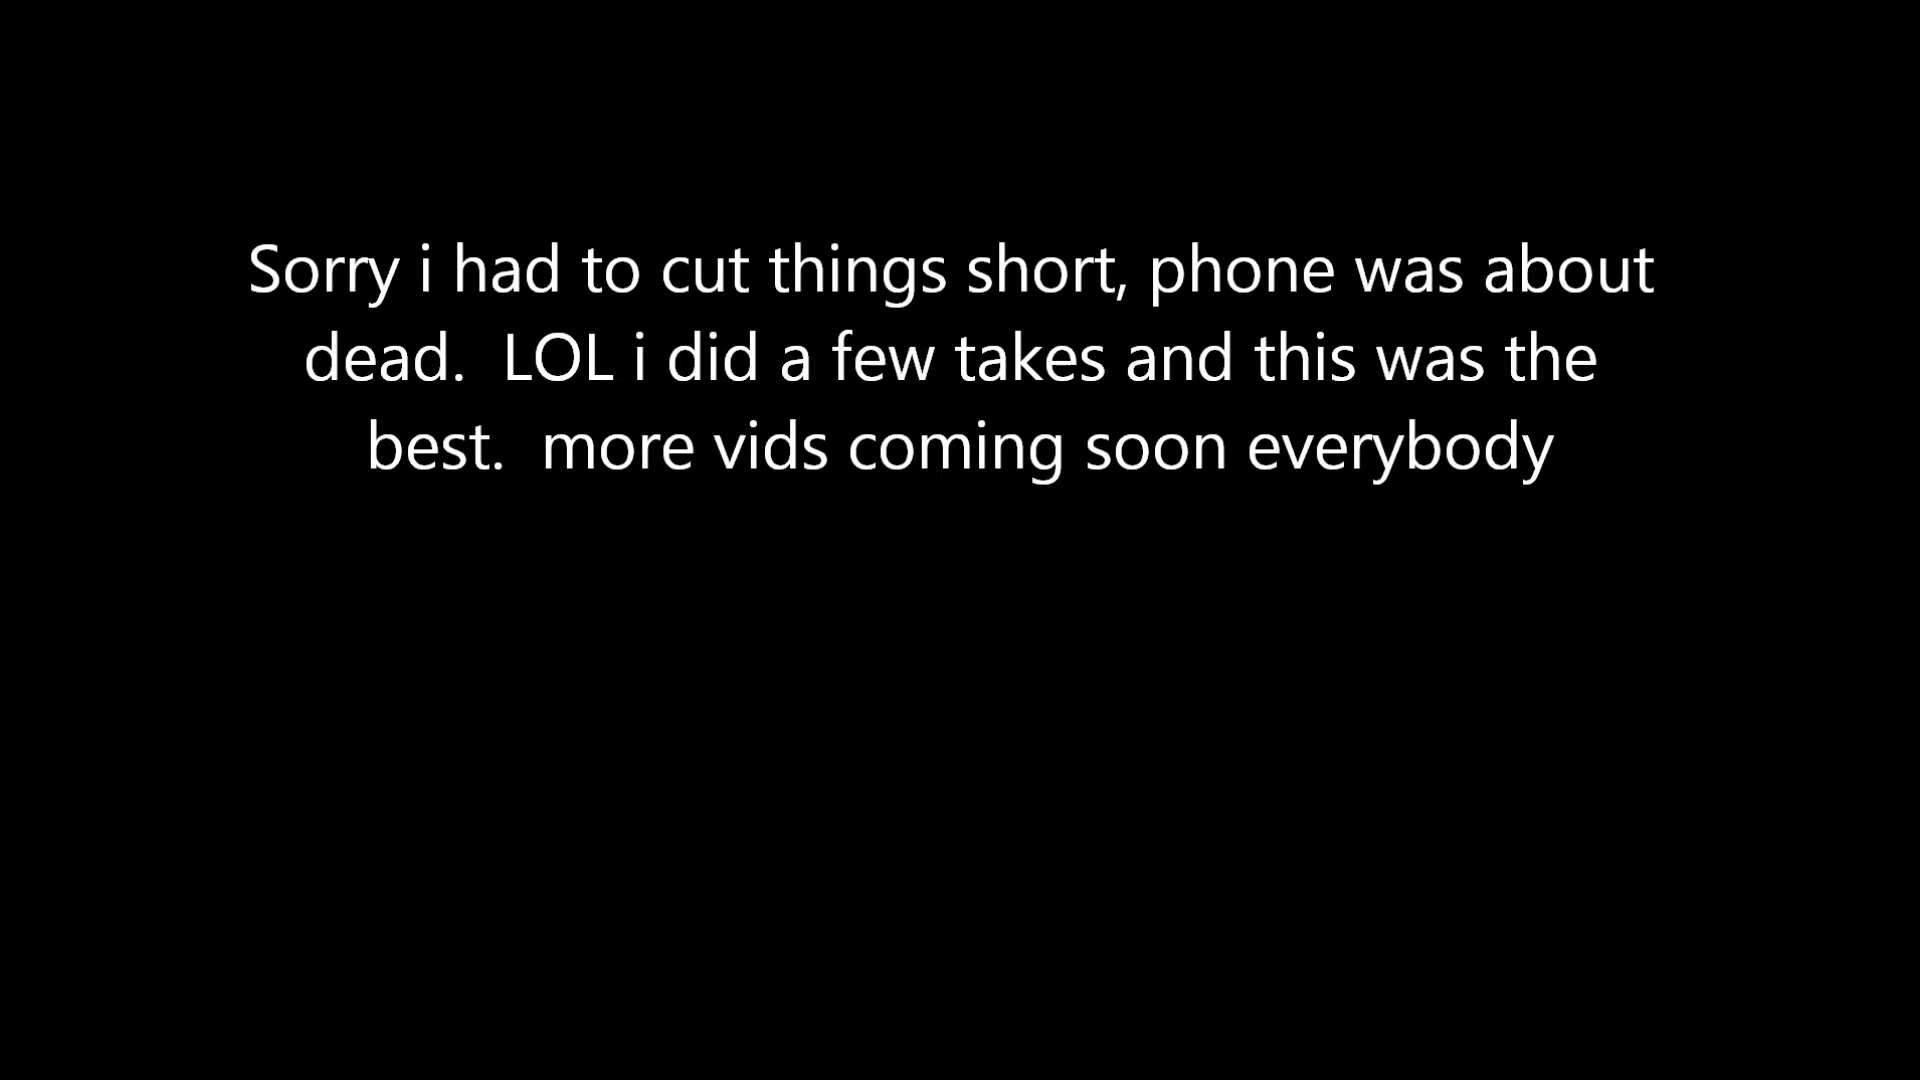 Sorry i had to cut things short, phone was about
dead.  LOL i did a few takes and this was the
best.  more vids coming soon everybody